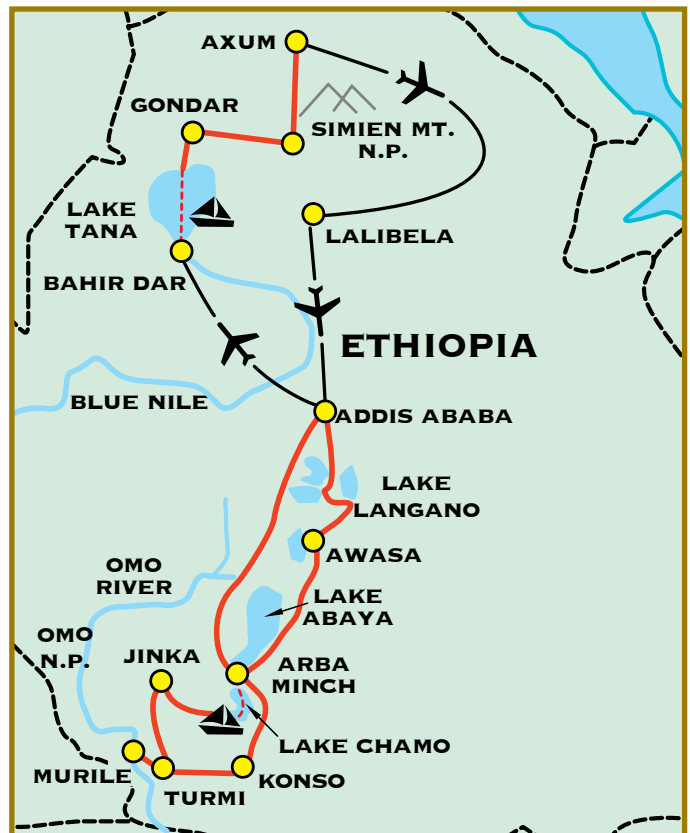 AXUM
GONDAR
SIMIEN MT.
N.P.
LAKE
TANA
LALIBELA
BAHIR DAR
ETHIOPIA
BLUE NILE
ADDIS ABABA
LAKE
LANGANO
AWASA
OMO
RIVER
LAKE
ABAYA
OMO
N.P.
JINKA
ARBA
MINCH
LAKE CHAMO
MURILE
KONSO
TURMI